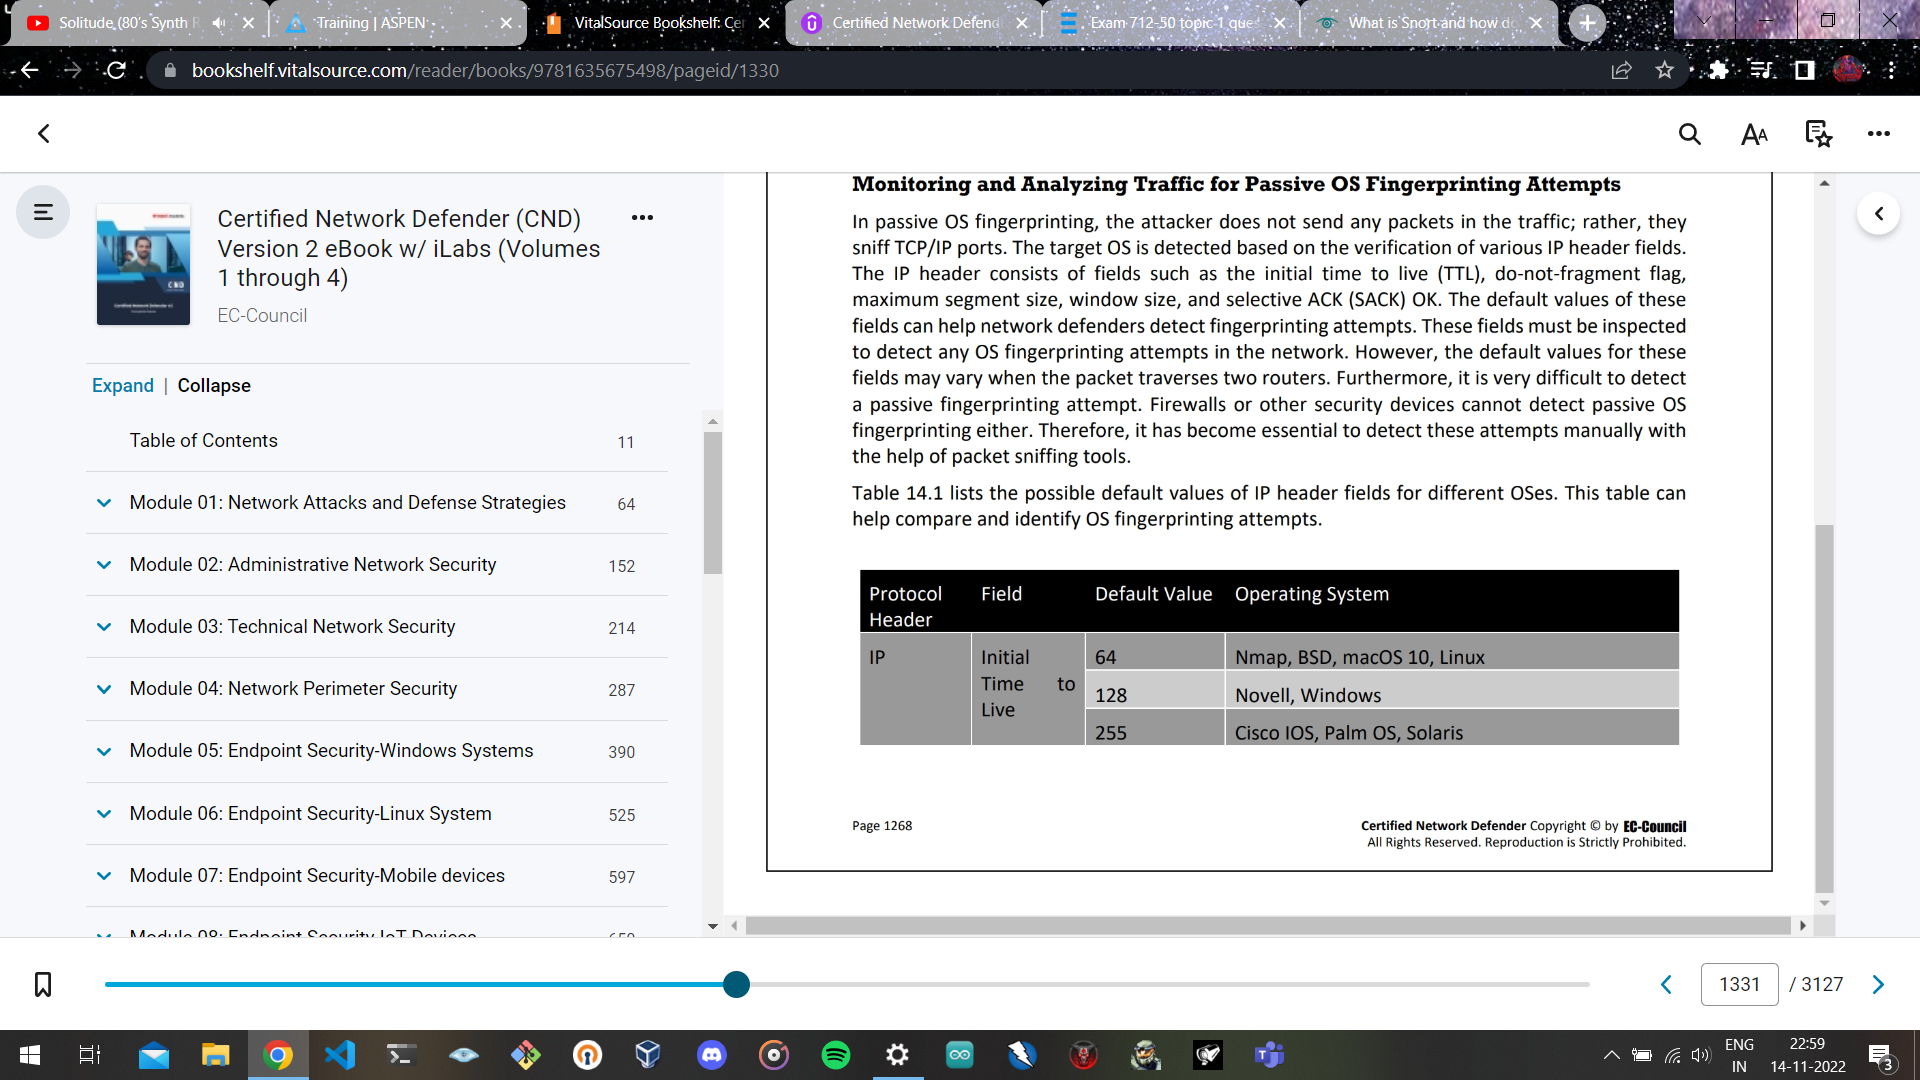 Solitude (80's Synth R
Training | ASPEN
VitalSource Bookshelf: Cer
Certified Network Defend
Exam 712-50 topic 1 ques
What is Snort and how do
bookshelf.vitalsource.com/reader/books/9781635675498/pageid/1330
AA
Certified Network Defender (CND)
Version 2 eBook w/ iLabs (Volumes
1 through 4)
EC-Council
Expand | Collapse
Table of Contents 11
Module 01: Network Attacks and Defense Strategies 64
Module 02: Administrative Network Security 152
Module 03: Technical Network Security 214
Module 04: Network Perimeter Security 287
Module 05: Endpoint Security-Windows Systems 390
Module 06: Endpoint Security-Linux System 525
Module 07: Endpoint Security-Mobile devices 597
Module 08: Endpoint Security-IoT Devices
Monitoring and Analyzing Traffic for Passive OS Fingerprinting Attempts
In passive OS fingerprinting, the attacker does not send any packets in the traffic; rather, they
sniff TCP/IP ports. The target OS is detected based on the verification of various IP header fields.
The IP header consists of fields such as the initial time to live (TTL), do-not-fragment flag,
maximum segment size, window size, and selective ACK (SACK) OK. The default values of these
fields can help network defenders detect fingerprinting attempts. These fields must be inspected
to detect any OS fingerprinting attempts in the network. However, the default values for these
fields may vary when the packet traverses two routers. Furthermore, it is very difficult to detect
a passive fingerprinting attempt. Firewalls or other security devices cannot detect passive OS
fingerprinting either. Therefore, it has become essential to detect these attempts manually with
the help of packet sniffing tools.
Table 14.1 lists the possible default values of IP header fields for different OSes. This table can
help compare and identify OS fingerprinting attempts.
Protocol Field Default Value Operating System
Header
IP Initial 64 Nmap, BSD, macOS 10, Linux
Time to
128 Novell, Windows
Live
255 Cisco IOS, Palm OS, Solaris
Page 1268
Certified Network Defender Copyright © by EC-Council
All Rights Reserved. Reproduction is Strictly Prohibited.
1331 / 3127
ENG
IN
22:59
14-11-2022
3